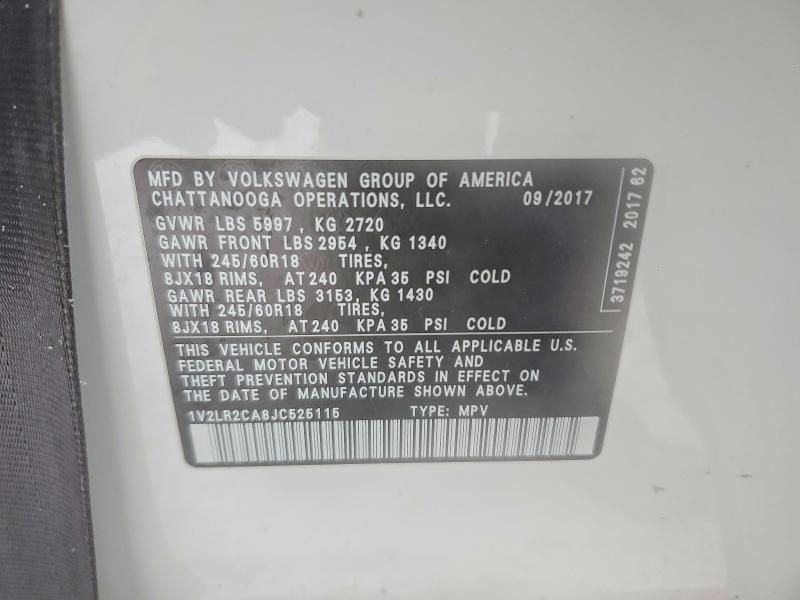 MFD BY VOLKSWAGEN GROUP OF AMERICA
CHATTANOOGA OPERATIONS, LLC. 09/2017
GVWR LBS 5997 , KG 2720
GAWR FRONT LBS 2954 , KG 1340
WITH 245/60R18 TIRES,
8JX18 RIMS, AT 240 KPA 35 PSI COLD
GAWR REAR LBS 3153, KG 1430
WITH 245/60R18 TIRES,
8JX18 RIMS, AT 240 KPA 35 PSI COLD
THIS VEHICLE CONFORMS TO ALL APPLICABLE U.S.
FEDERAL MOTOR VEHICLE SAFETY AND
THEFT PREVENTION STANDARDS IN EFFECT ON
THE DATE OF MANUFACTURE SHOWN ABOVE.
1V2LR2CA8JC525115 TYPE: MPV
3719242 2017 62